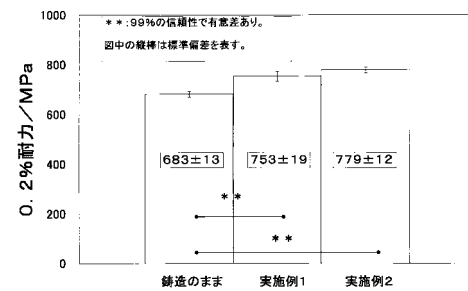 1000
800
600
400
200
0
0.2%耐力/MPa
**:99%の信頼性で有意差あり。
図中の縦棒は標準偏差を表す。
683±13
753±19
779±12
**
**
鋳造のまま
実施例1
実施例2